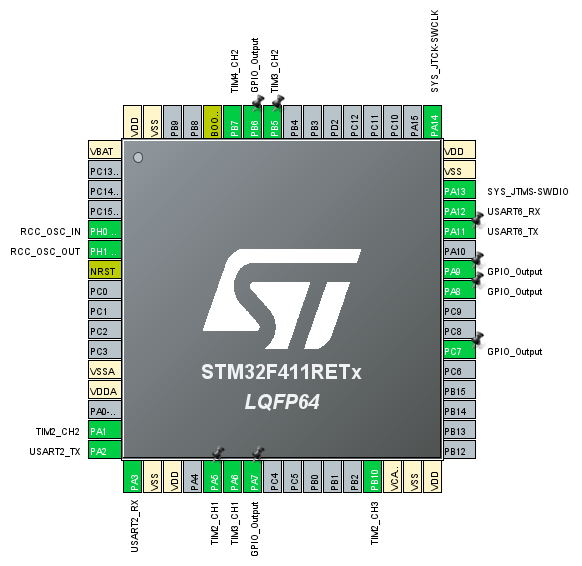 TIM4_CH2
GPIO_Output
TIM3_CH2
SYS_JTCK-SWCLK
VDD
VSS
PB9
PB8
BOO..
PB7
PB6
PB5
PB4
PB3
PD2
PC12
PC11
PC10
PA15
PA14
VBAT
PC13..
PC14..
PC15..
RCC_OSC_IN PH0 ..
RCC_OSC_OUT PH1 ..
NRST
PC0
PC1
PC2
PC3
VSSA
VDDA
PA0-..
TIM2_CH2 PA1
USART2_TX PA2
ST
STM32F411RETx
LQFP64
VDD
VSS
PA13 SYS_JTMS-SWDIO
PA12 USART6_RX
PA11 USART6_TX
PA10
PA9 GPIO_Output
PA8 GPIO_Output
PC9
PC8
PC7 GPIO_Output
PC6
PB15
PB14
PB13
PB12
PA3
VSS
VDD
PA4
PA5
PA6
PA7
PC4
PC5
PB0
PB1
PB2
PB10
VCA..
VSS
VDD
USART2_RX
TIM2_CH1
TIM3_CH1
GPIO_Output
TIM2_CH3